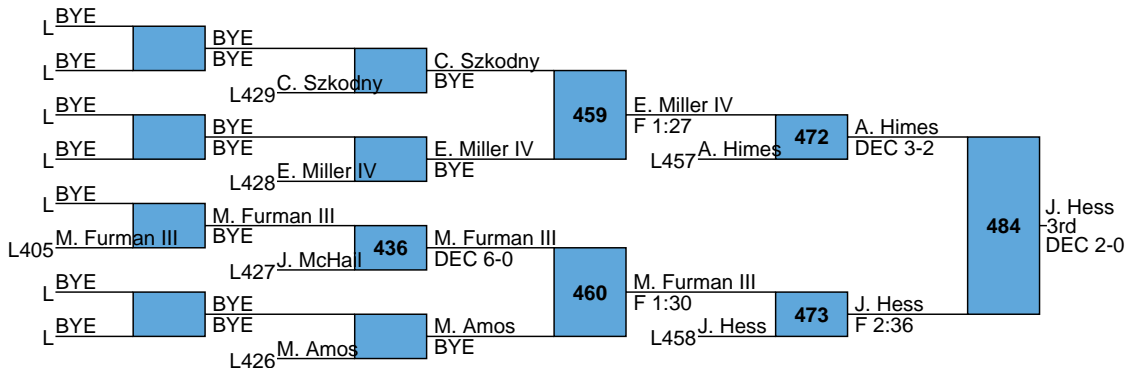 L BYE
BYE
L BYE
BYE
L429 C. Szkodny
C. Szkodny
BYE
L BYE
BYE
L BYE
BYE
L428 E. Miller IV
E. Miller IV
BYE
459
E. Miller IV
F 1:27
L457 A. Himes
472
A. Himes
DEC 3-2
L BYE
M. Furman III
L405 M. Furman III
BYE
L427 J. McHail
436
M. Furman III
DEC 6-0
L BYE
BYE
L BYE
BYE
L426 M. Amos
M. Amos
BYE
460
M. Furman III
F 1:30
L458 J. Hess
473
J. Hess
F 2:36
484
J. Hess
3rd
DEC 2-0